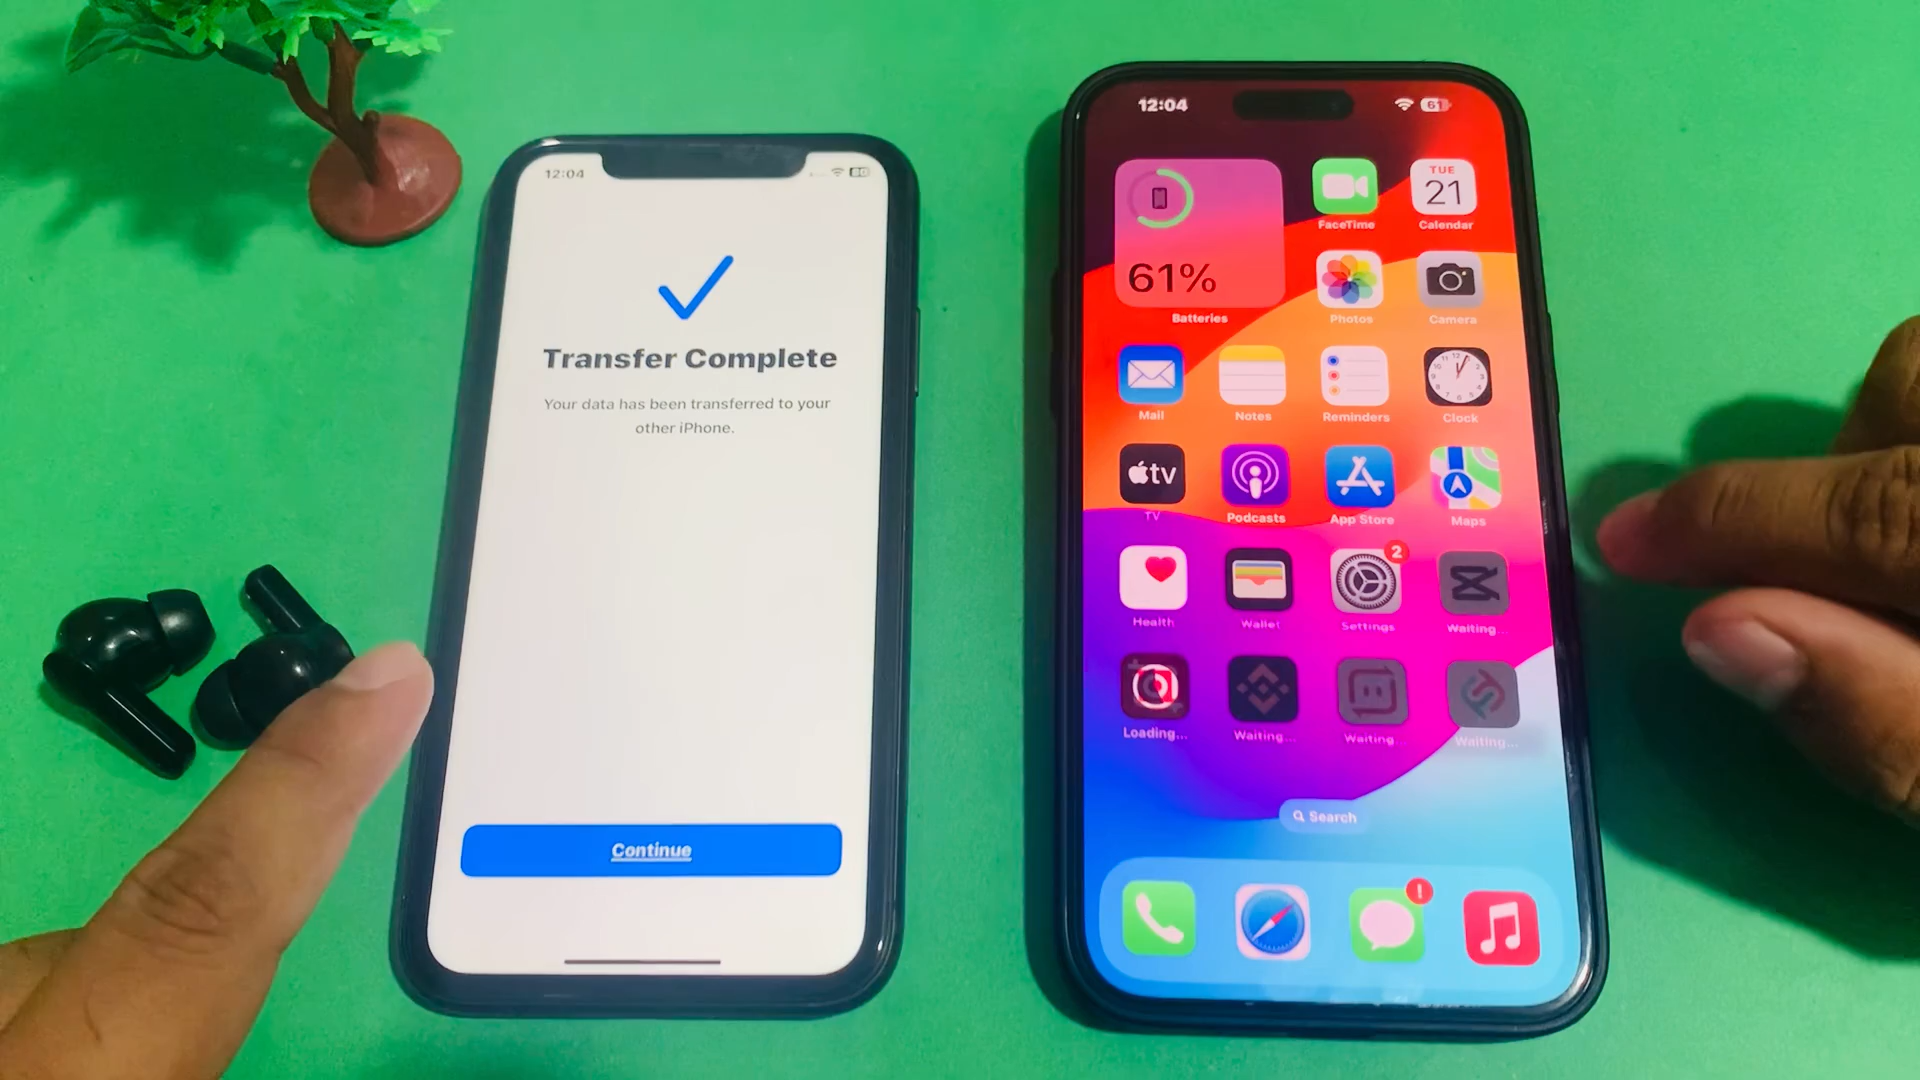 12:04
80
Transfer Complete
Your data has been transferred to your
other iPhone.
Continue
12:04
61
61%
Batteries
FaceTime
TUE
21
Calendar
Photos
Camera
Mail
Notes
Reminders
Clock
tv
TV
Podcasts
App Store
Maps
2
Health
Wallet
Settings
Waiting...
Loading...
Waiting...
Waiting...
Waiting...
Search
!